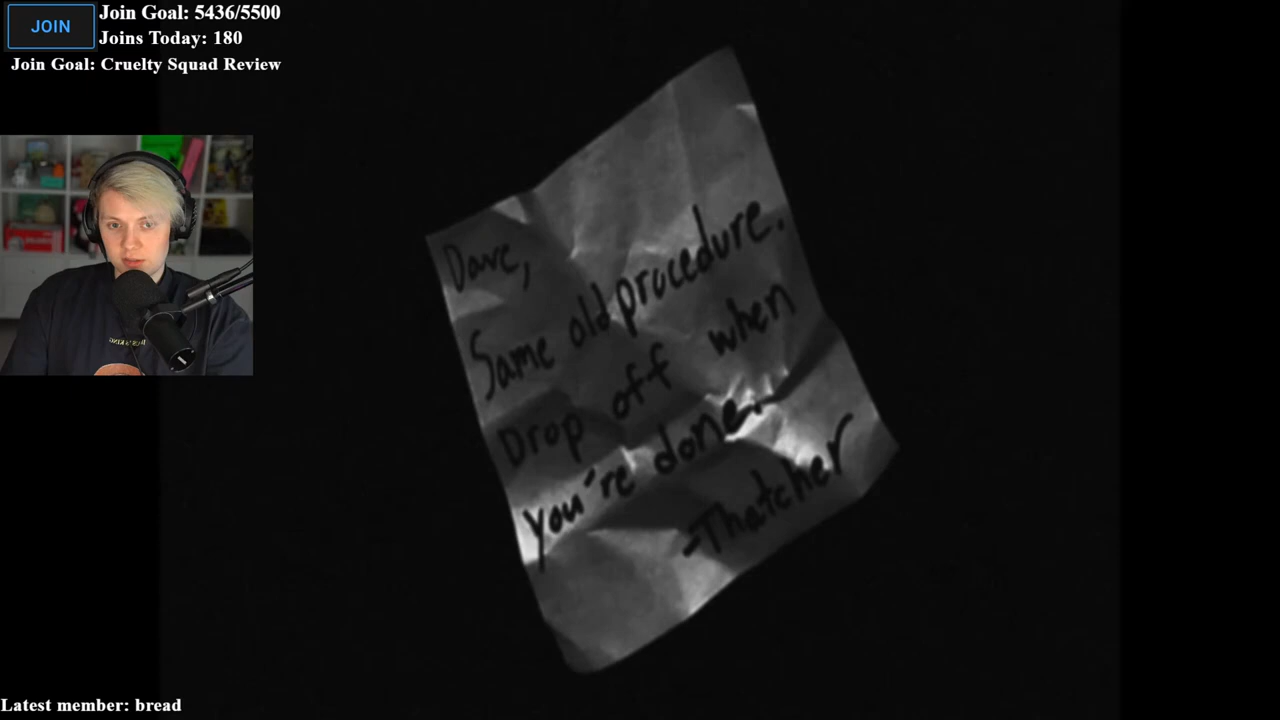 JOIN
Join Goal: 5436/5500
Joins Today: 180
Join Goal: Cruelty Squad Review
Dave,
Same old procedure.
Drop off when
you're done.
-Thatcher
Latest member: bread